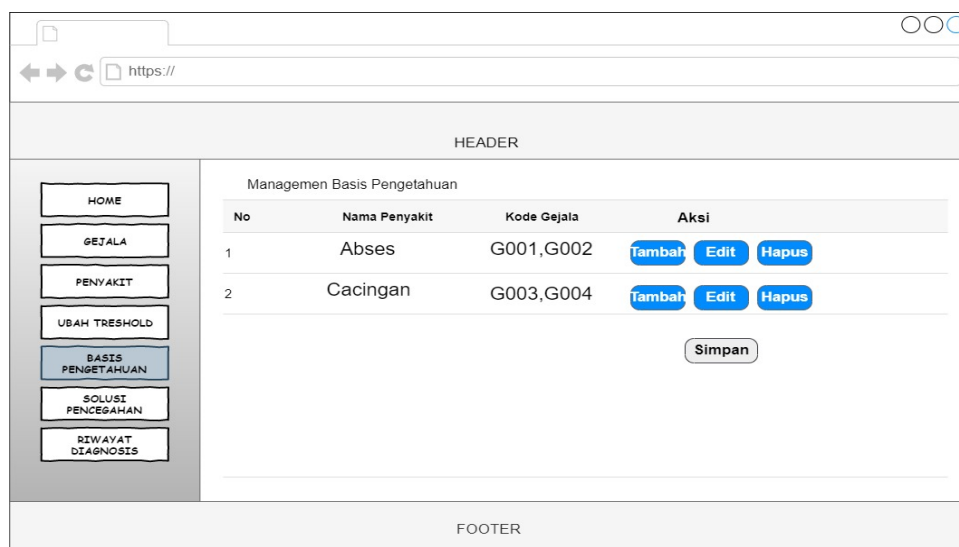 https://
HEADER
HOME
GEJALA
PENYAKIT
UBAH TRESHOLD
BASIS
PENGETAHUAN
SOLUSI
PENCEGAHAN
RIWAYAT
DIAGNOSIS
Managemen Basis Pengetahuan
No Nama Penyakit Kode Gejala Aksi
1 Abses G001,G002 Tambah Edit Hapus
2 Cacingan G003,G004 Tambah Edit Hapus
Simpan
FOOTER